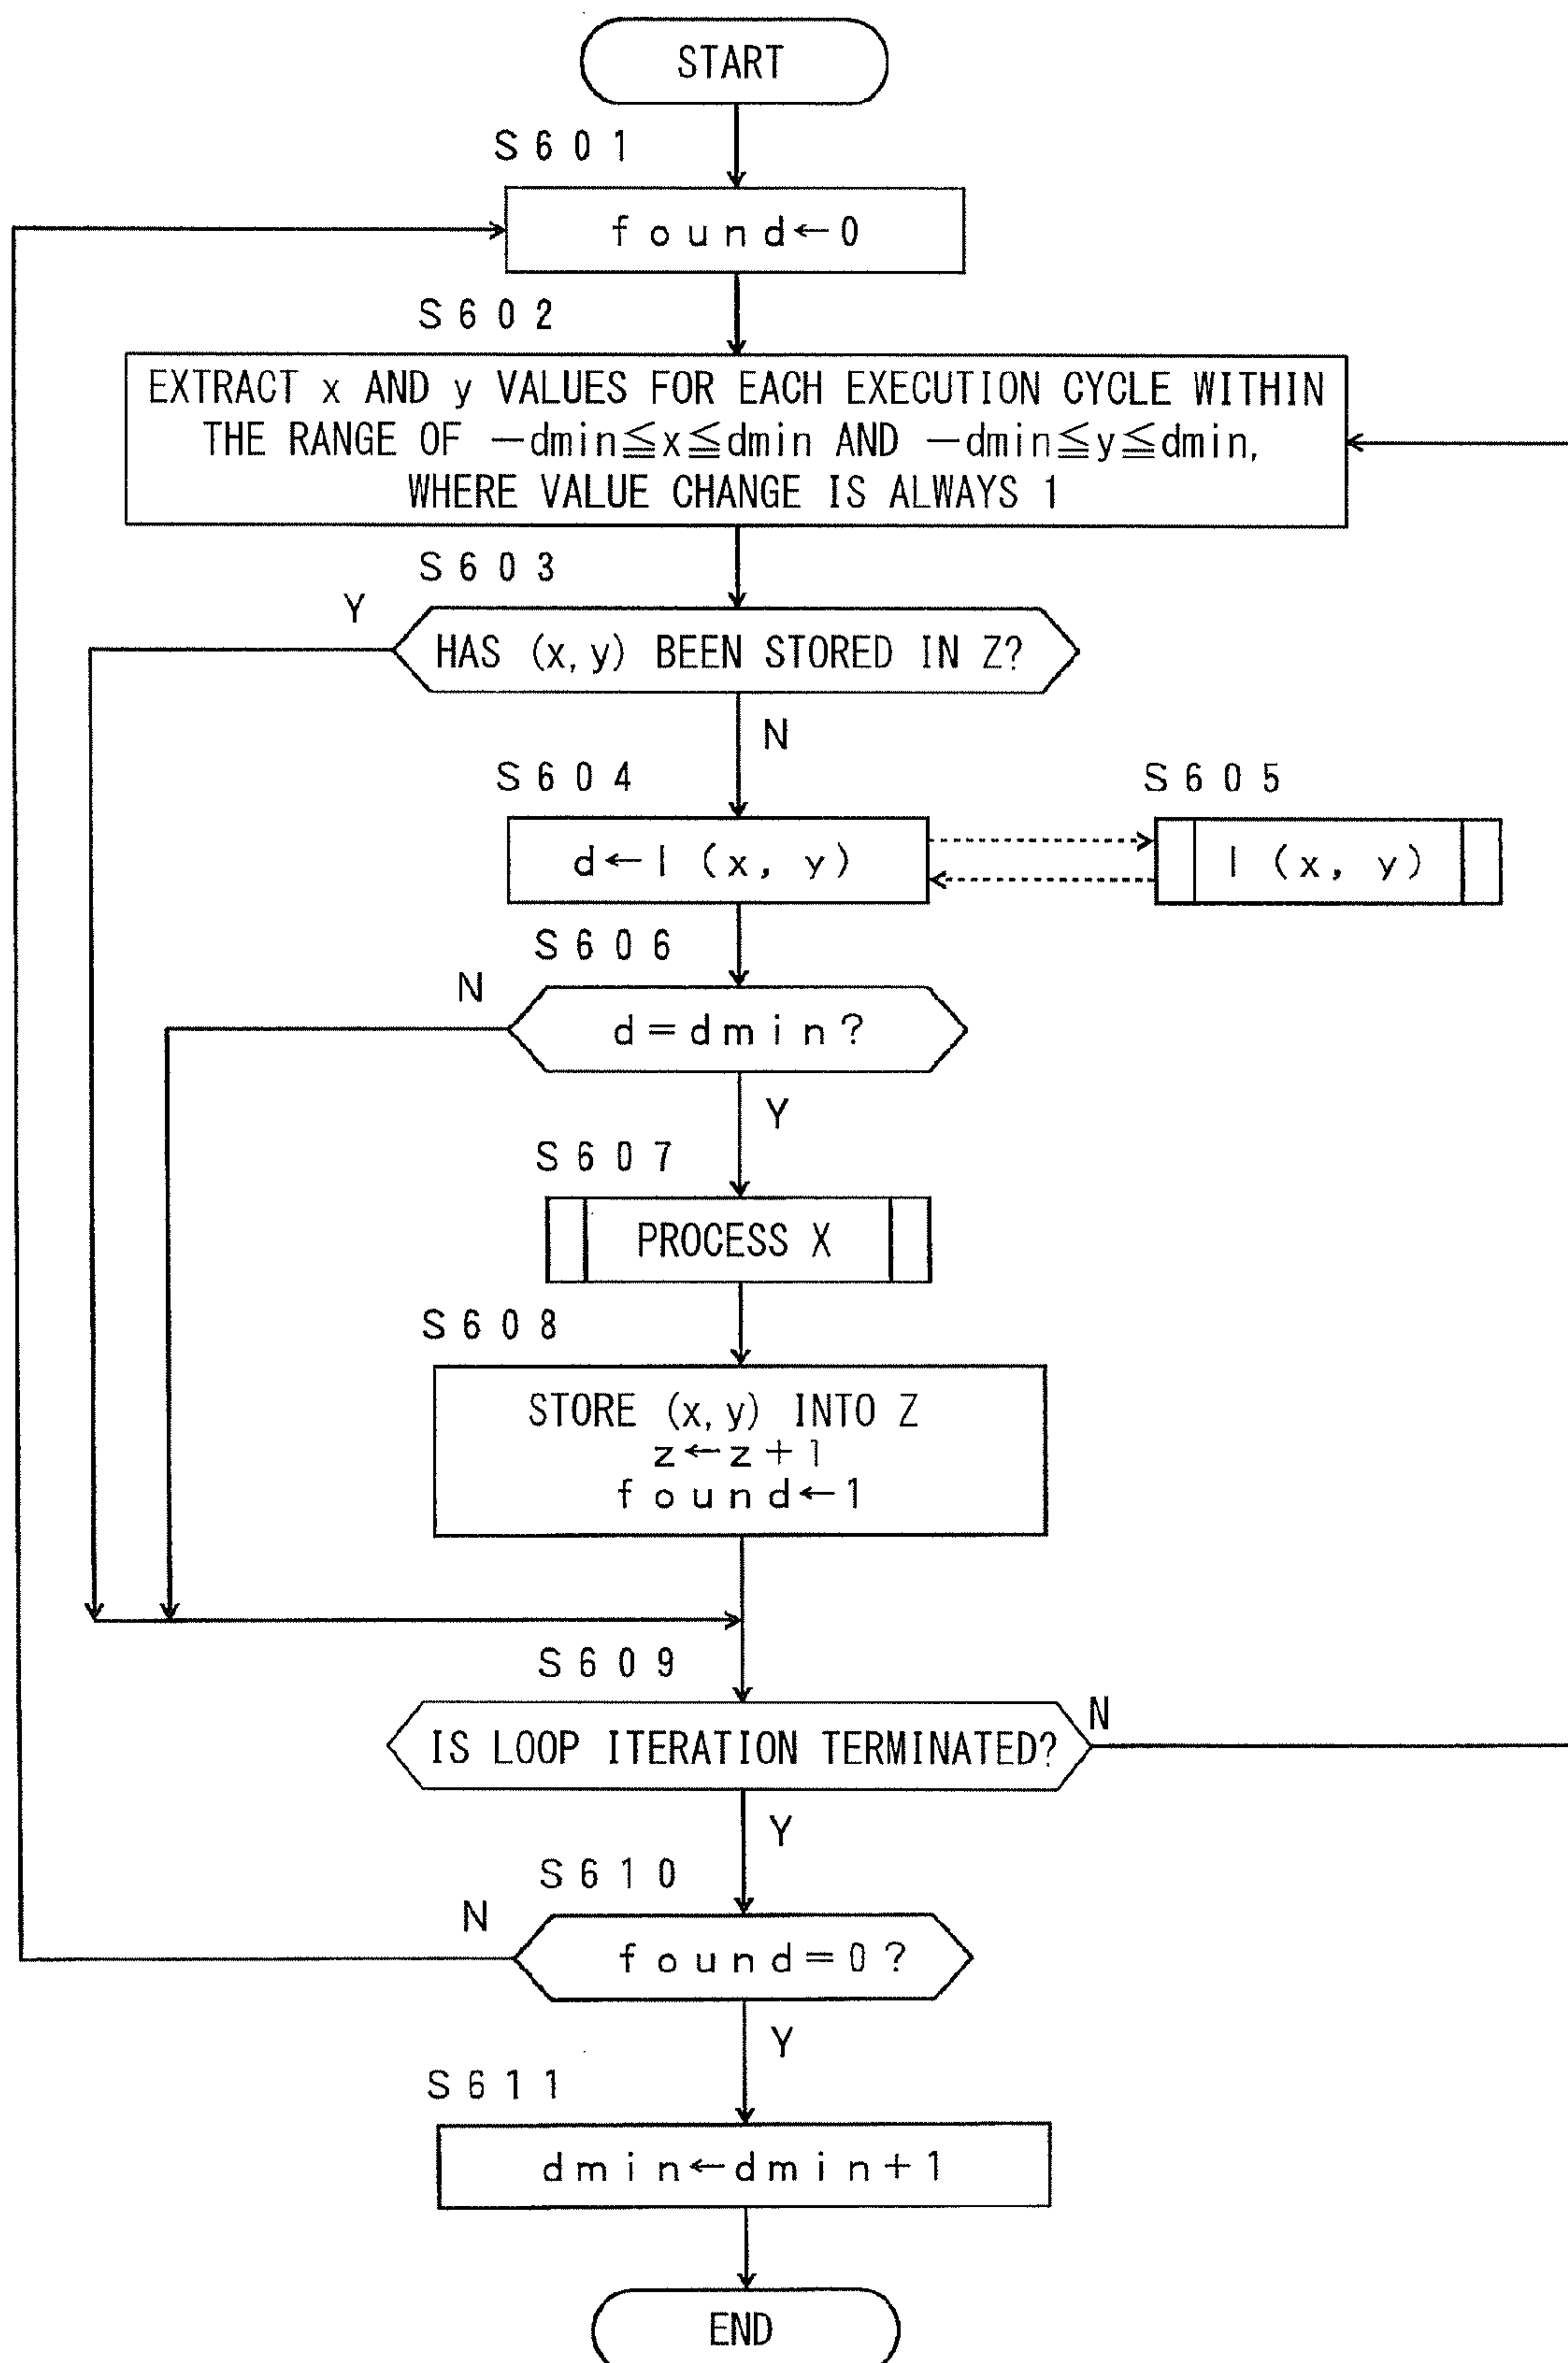 START
S601
found←0
S602
EXTRACT x AND y VALUES FOR EACH EXECUTION CYCLE WITHIN
THE RANGE OF −dmin≦x≦dmin AND −dmin≦y≦dmin,
WHERE VALUE CHANGE IS ALWAYS 1
S603
Y
HAS (x,y) BEEN STORED IN Z?
N
S604
S605
d←l (x, y)
l (x, y)
S606
N
d=dmin?
Y
S607
PROCESS X
S608
STORE (x,y) INTO Z
z←z+1
found←1
S609
N
IS LOOP ITERATION TERMINATED?
Y
S610
N
found=0?
Y
S611
dmin←dmin+1
END